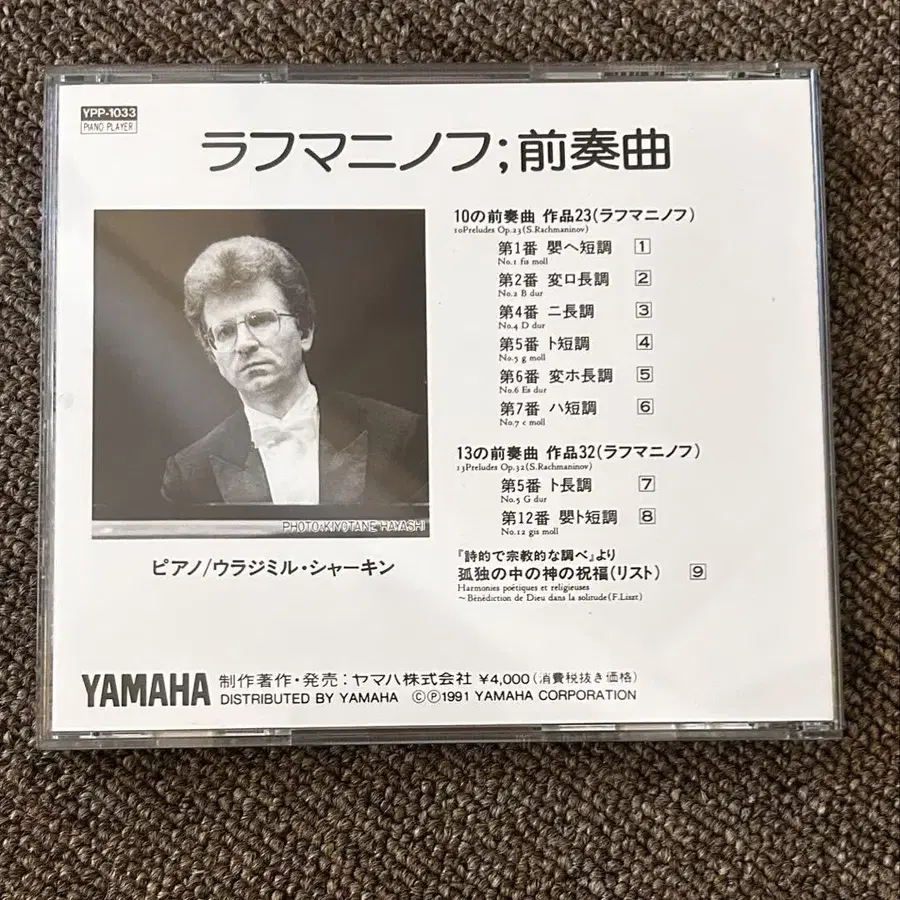 YPP-1033
PIANO PLAYER
ラフマニノフ;前奏曲
PHOTO:KIYOTANE HAYASHI
ピアノ/ウラジミル・シャーキン
10の前奏曲 作品23(ラフマニノフ)
10Preludes Op.23(S.Rachmaninov)
第1番 嬰ヘ短調 1
No.1 fis moll
第2番 変ロ長調 2
No.2 B dur
第4番 ニ長調 3
No.4 D dur
第5番 ト短調 4
No.5 g moll
第6番 変ホ長調 5
No.6 Es dur
第7番 ハ短調 6
No.7 c moll
13の前奏曲 作品32(ラフマニノフ)
13Preludes Op.32(S.Rachmaninov)
第5番 ト長調 7
No.5 G dur
第12番 嬰ト短調 8
No.12 gis moll
『詩的で宗教的な調べ』より
孤独の中の神の祝福(リスト) 9
Harmonies poétiques et religieuses
~Bénédiction de Dieu dans la solitude(F.Liszt)
YAMAHA
制作著作・発売:ヤマハ株式会社 ¥4,000(消費税抜き価格)
DISTRIBUTED BY YAMAHA ©℗1991 YAMAHA CORPORATION